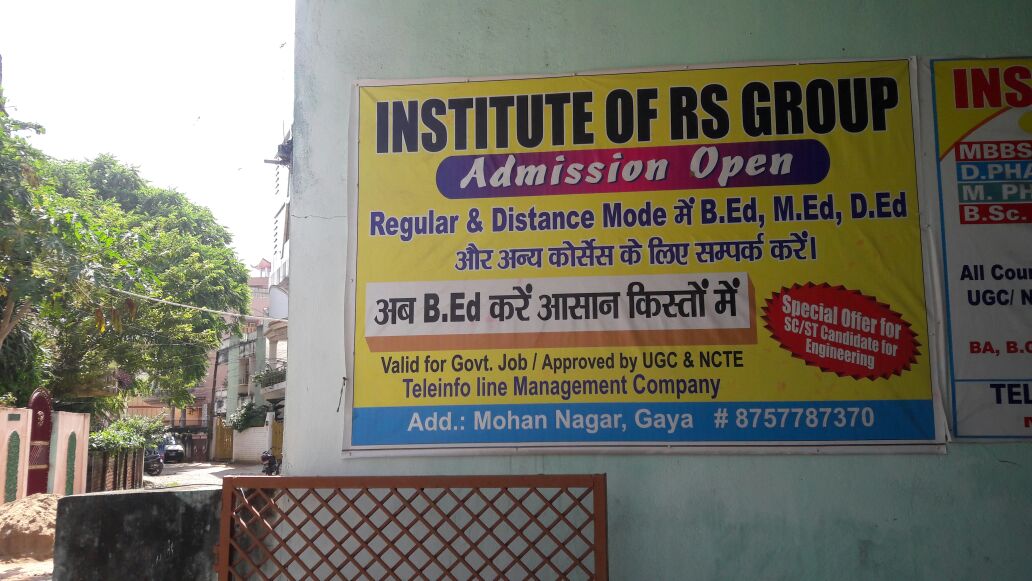 INSTITUTE OF RS GROUP
Admission Open
Regular & Distance Mode में B.Ed, M.Ed, D.Ed
और अन्य कोर्सेस के लिए सम्पर्क करें।
अब B.Ed करें आसान किस्तों में
Special Offer for
SC/ST Candidate for
Engineering
Valid for Govt. Job / Approved by UGC & NCTE
Teleinfo line Management Company
Add.: Mohan Nagar, Gaya # 8757787370
INS
MBBS
D.PHA
M. PH
B.Sc.
All Cour
UGC/ N
BA, B.C
TEL